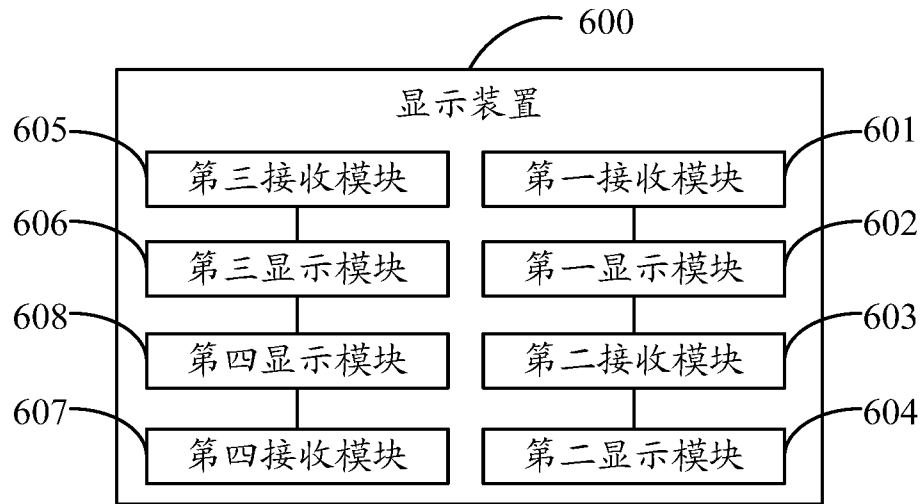 600
显示装置
605
第三接收模块
第一接收模块
601
606
第三显示模块
第一显示模块
602
608
第四显示模块
第二接收模块
603
607
第四接收模块
第二显示模块
604